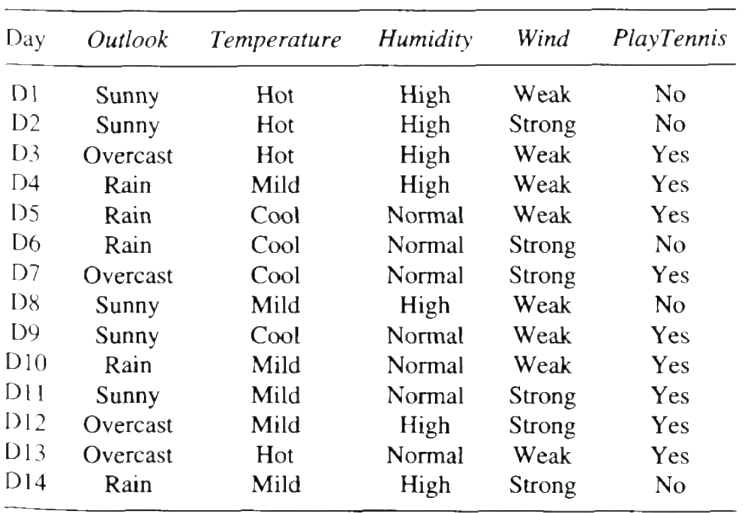 Day Outlook Temperature Humidity Wind PlayTennis
D1 Sunny Hot High Weak No
D2 Sunny Hot High Strong No
D3 Overcast Hot High Weak Yes
D4 Rain Mild High Weak Yes
D5 Rain Cool Normal Weak Yes
D6 Rain Cool Normal Strong No
D7 Overcast Cool Normal Strong Yes
D8 Sunny Mild High Weak No
D9 Sunny Cool Normal Weak Yes
D10 Rain Mild Normal Weak Yes
D11 Sunny Mild Normal Strong Yes
D12 Overcast Mild High Strong Yes
D13 Overcast Hot Normal Weak Yes
D14 Rain Mild High Strong No